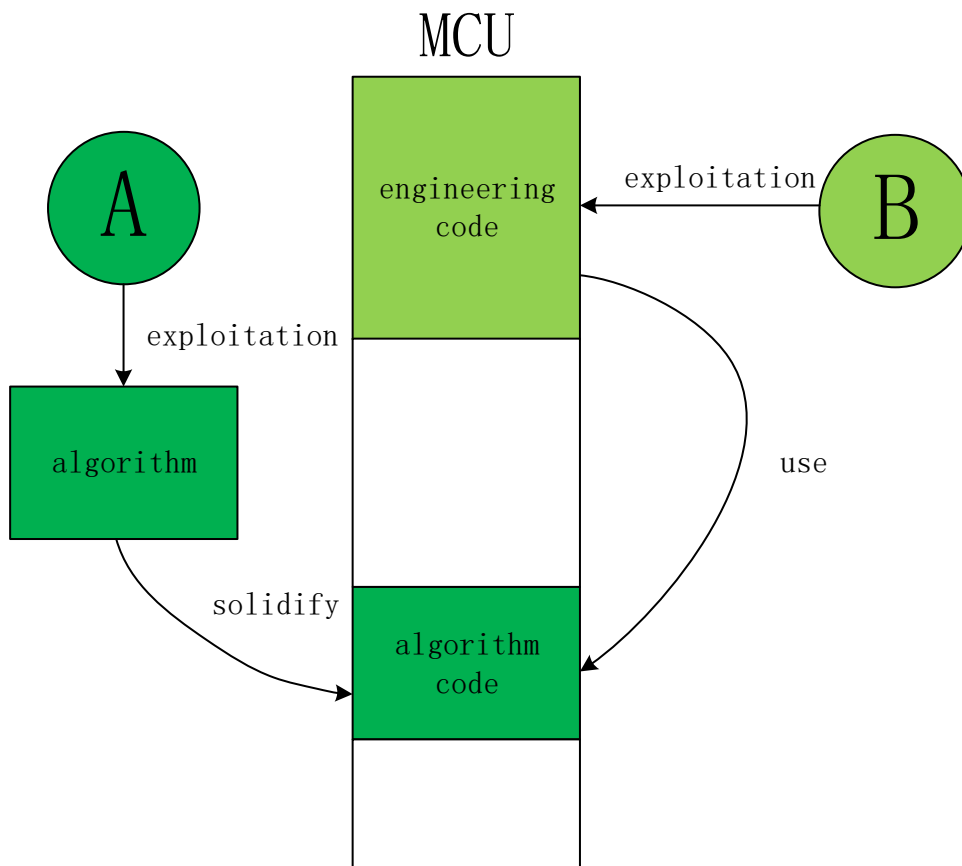 MCU
A
engineering
code
exploitation
B
exploitation
algorithm
use
solidify
algorithm
code